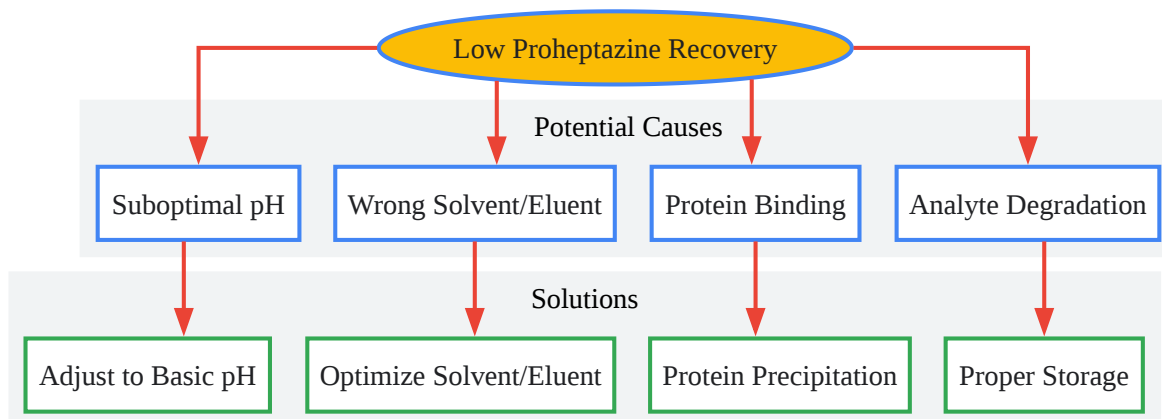 Low Proheptazine Recovery
Potential Causes
Suboptimal pH
Wrong Solvent/Eluent
Protein Binding
Analyte Degradation
Solutions
Adjust to Basic pH
Optimize Solvent/Eluent
Protein Precipitation
Proper Storage